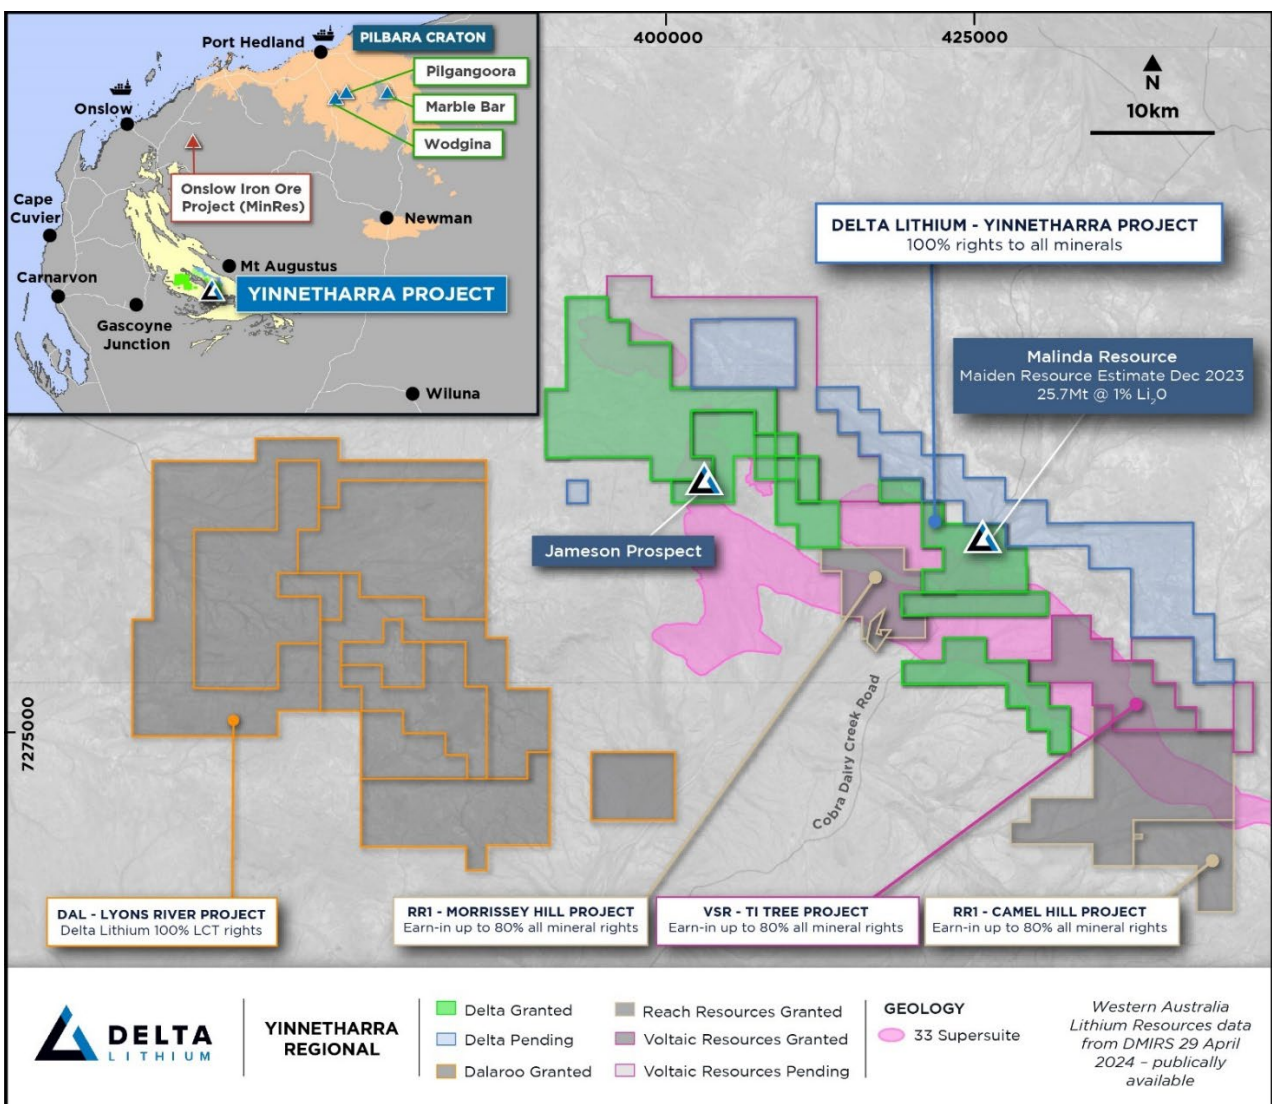 PILBARA CRATON
Port Hedland
Pilgangoora
Marble Bar
Wodgina
Onslow
Onslow Iron Ore
Project (MinRes)
Cape
Cuvier
Newman
Mt Augustus
Carnarvon
YINNETHARRA PROJECT
Gascoyne
Junction
Wiluna
400000
425000
N
10km
DELTA LITHIUM - YINNETHARRA PROJECT
100% rights to all minerals
Malinda Resource
Maiden Resource Estimate Dec 2023
25.7Mt @ 1% Li₂O
Jameson Prospect
7275000
Cobra Dairy Creek Road
DAL - LYONS RIVER PROJECT
Delta Lithium 100% LCT rights
RR1 - MORRISSEY HILL PROJECT
Earn-in up to 80% all mineral rights
VSR - TI TREE PROJECT
Earn-in up to 80% all mineral rights
RR1 - CAMEL HILL PROJECT
Earn-in up to 80% all mineral rights
DELTA
LITHIUM
YINNETHARRA
REGIONAL
Delta Granted
Delta Pending
Dalaroo Granted
Reach Resources Granted
Voltaic Resources Granted
Voltaic Resources Pending
GEOLOGY
33 Supersuite
Western Australia
Lithium Resources data
from DMIRS 29 April
2024 – publically
available